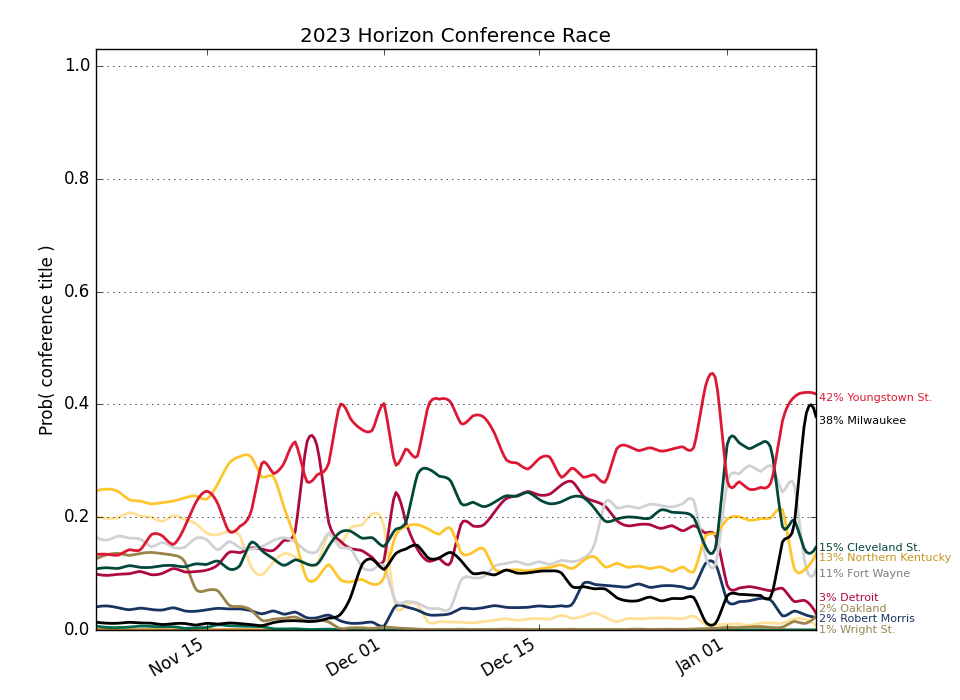 2023 Horizon Conference Race
Prob( conference title )
1.0
0.8
0.6
0.4
0.2
0.0
Nov 15
Dec 01
Dec 15
Jan 01
42% Youngstown St.
38% Milwaukee
15% Cleveland St.
13% Northern Kentucky
11% Fort Wayne
3% Detroit
2% Oakland
2% Robert Morris
1% Wright St.